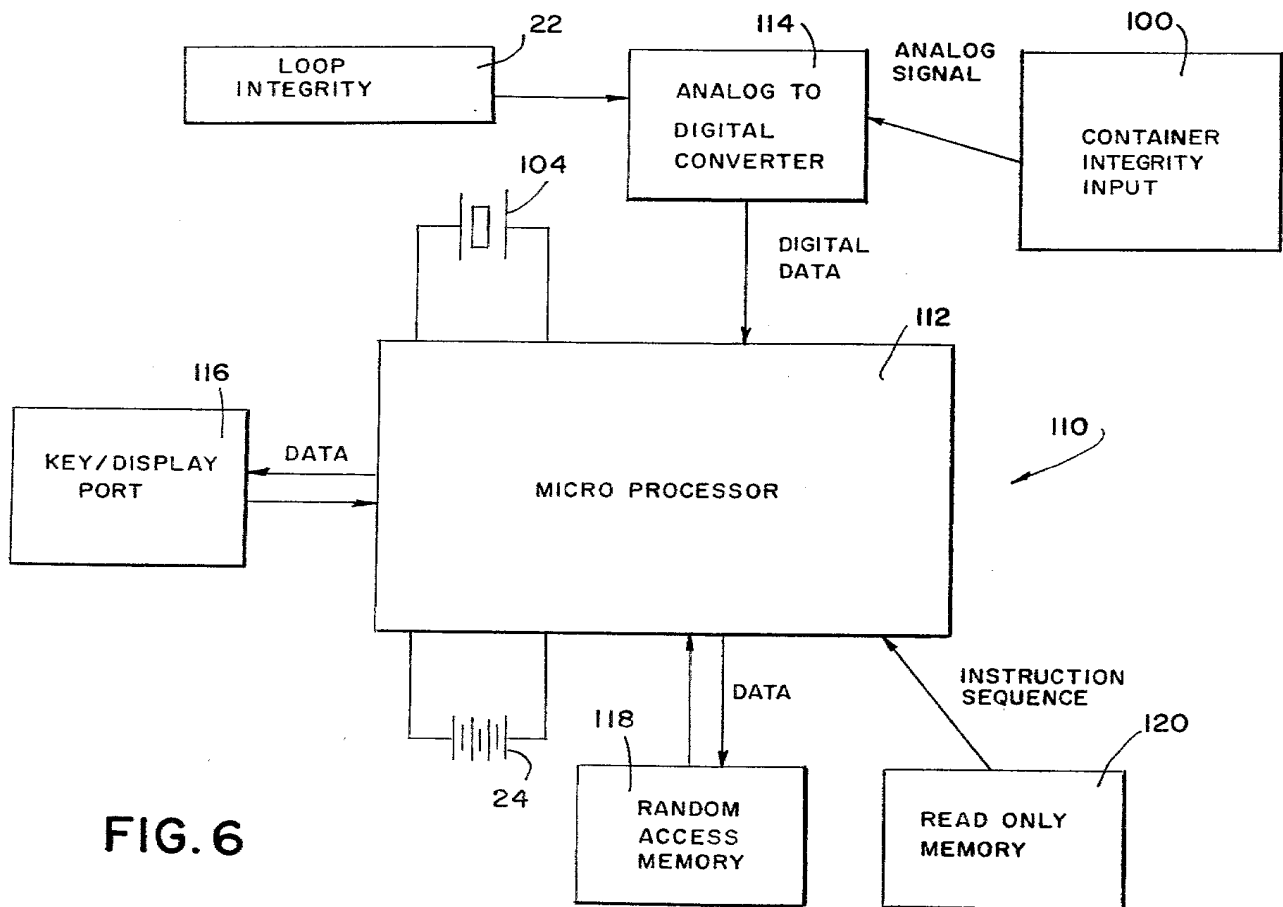 22
LOOP
INTEGRITY
114
ANALOG TO
DIGITAL
CONVERTER
ANALOG
SIGNAL
100
CONTAINER
INTEGRITY
INPUT
104
DIGITAL
DATA
112
116
KEY/DISPLAY
PORT
DATA
MICRO PROCESSOR
110
24
118
DATA
RANDOM
ACCESS
MEMORY
INSTRUCTION
SEQUENCE
120
READ ONLY
MEMORY
FIG. 6